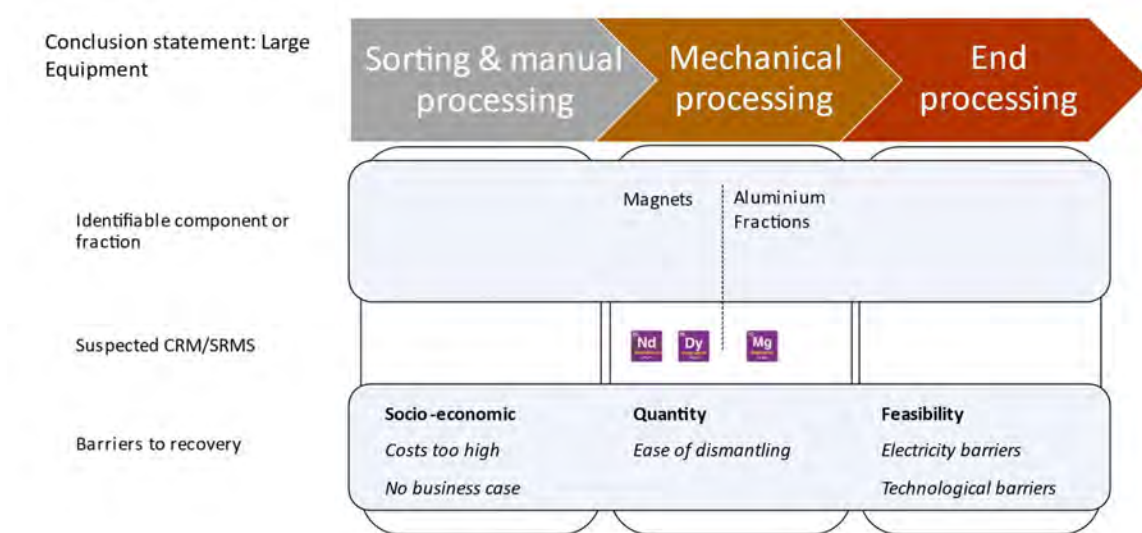 Conclusion statement: Large
Equipment
Sorting & manual
processing
Mechanical
processing
End
processing
Identifiable component or
fraction
Magnets
Aluminium
Fractions
Suspected CRM/SRMS
Nd
Dy
Mg
Barriers to recovery
Socio-economic
Costs too high
No business case
Quantity
Ease of dismantling
Feasibility
Electricity barriers
Technological barriers